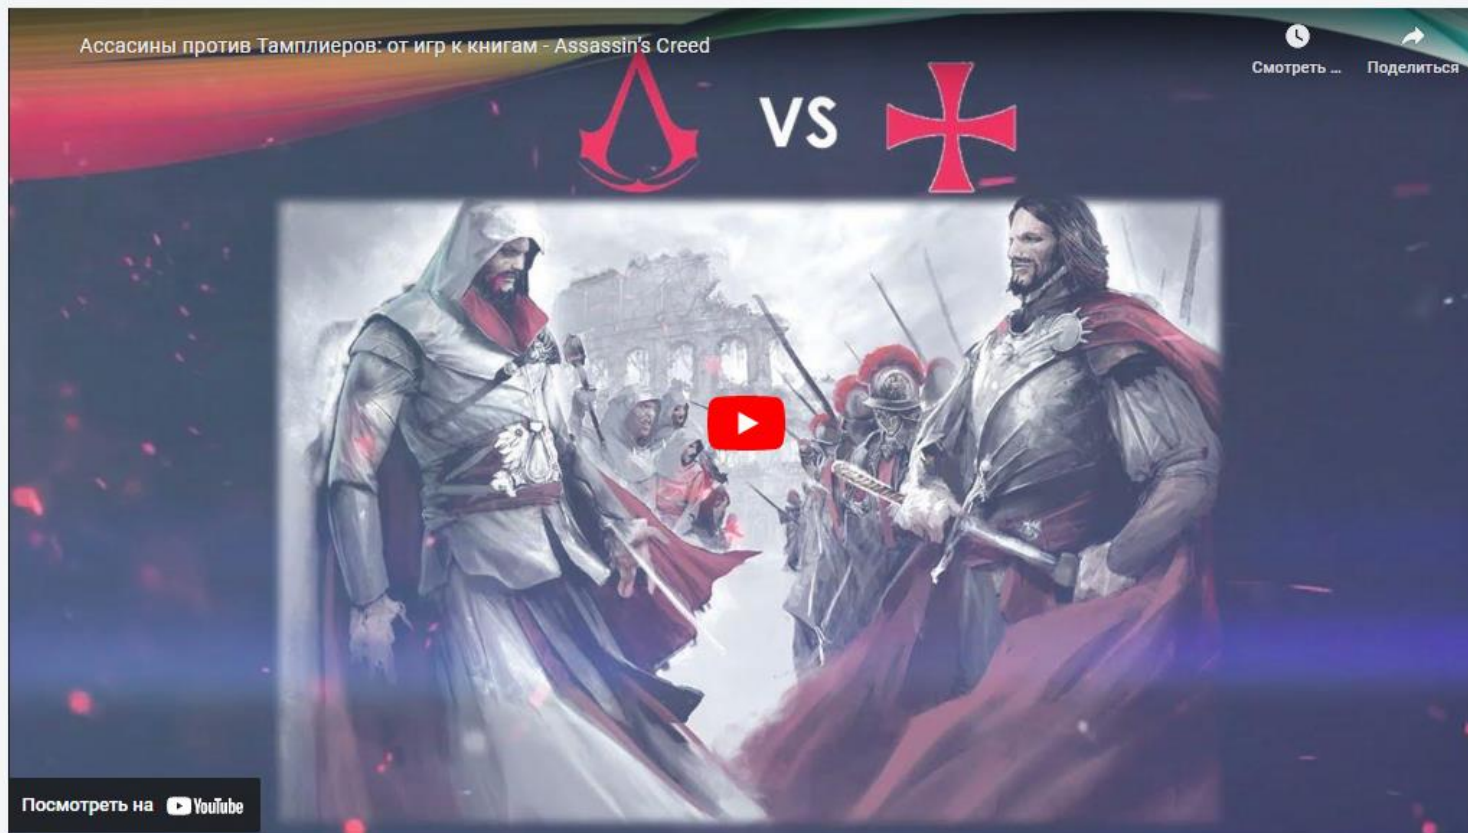 Ассасины против Тамплиеров: от игр к книгам - Assassin's Creed
Смотреть ...
Поделиться
VS
Посмотреть на YouTube